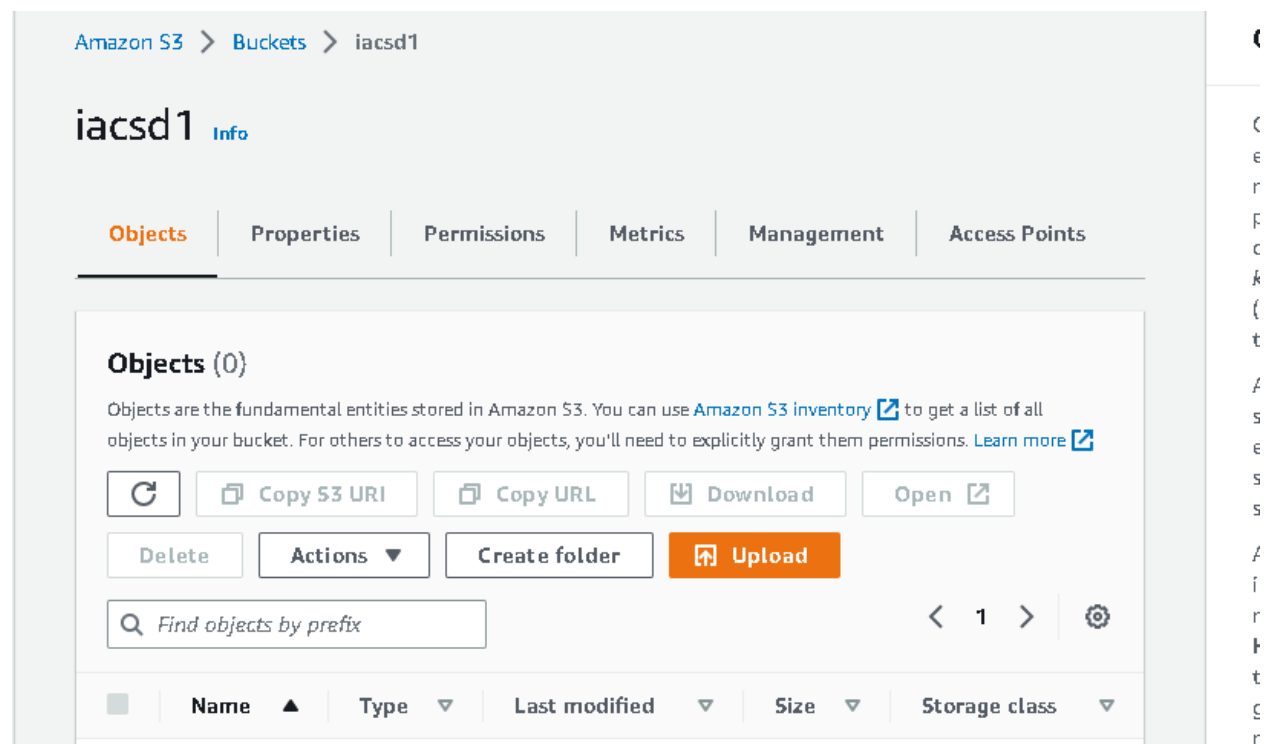 Amazon S3 > Buckets > iacsd1
iacsd1 Info
Objects Properties Permissions Metrics Management Access Points
Objects (0)
Objects are the fundamental entities stored in Amazon S3. You can use Amazon S3 inventory to get a list of all
objects in your bucket. For others to access your objects, you'll need to explicitly grant them permissions. Learn more
Copy S3 URI Copy URL Download Open
Delete Actions Create folder Upload
Find objects by prefix 1
Name Type Last modified Size Storage class